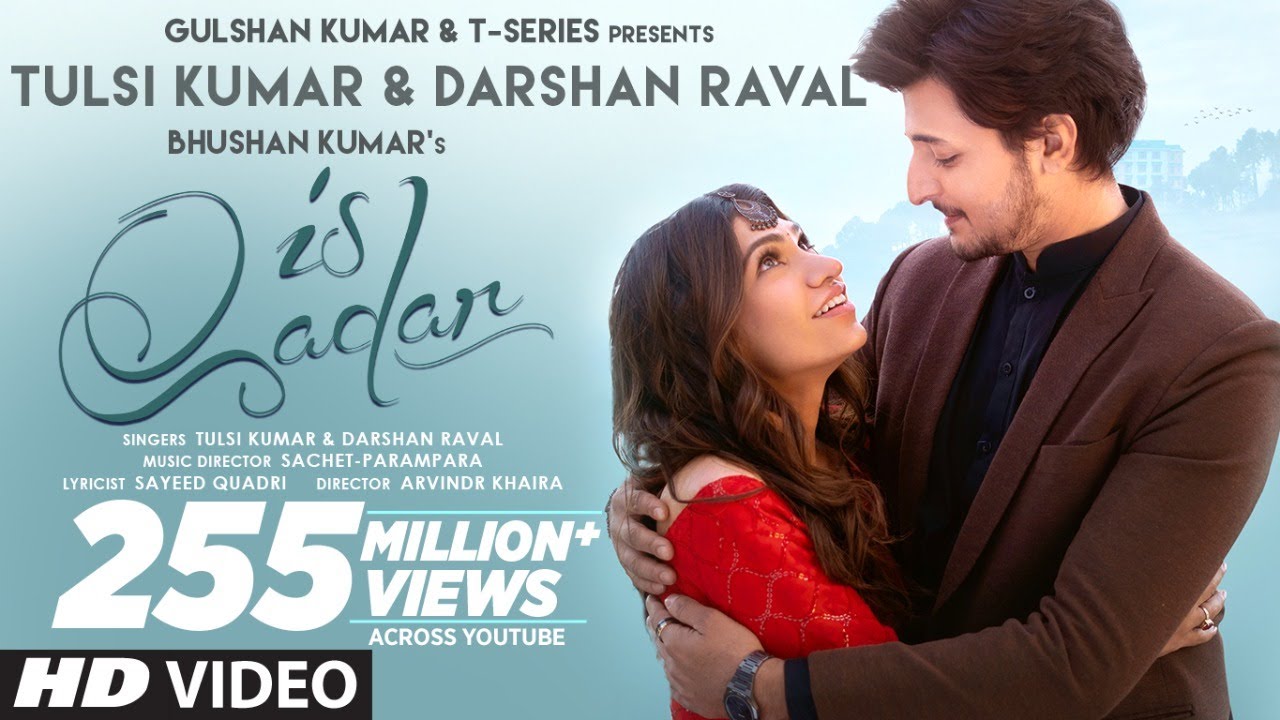 GULSHAN KUMAR & T-SERIES PRESENTS
TULSI KUMAR & DARSHAN RAVAL
BHUSHAN KUMAR's
is
Qadar
SINGERS TULSI KUMAR & DARSHAN RAVAL
MUSIC DIRECTOR SACHET-PARAMPARA
LYRICIST SAYEED QUADRI DIRECTOR ARVINDR KHAIRA
255 MILLION+
VIEWS
ACROSS YOUTUBE
HD VIDEO